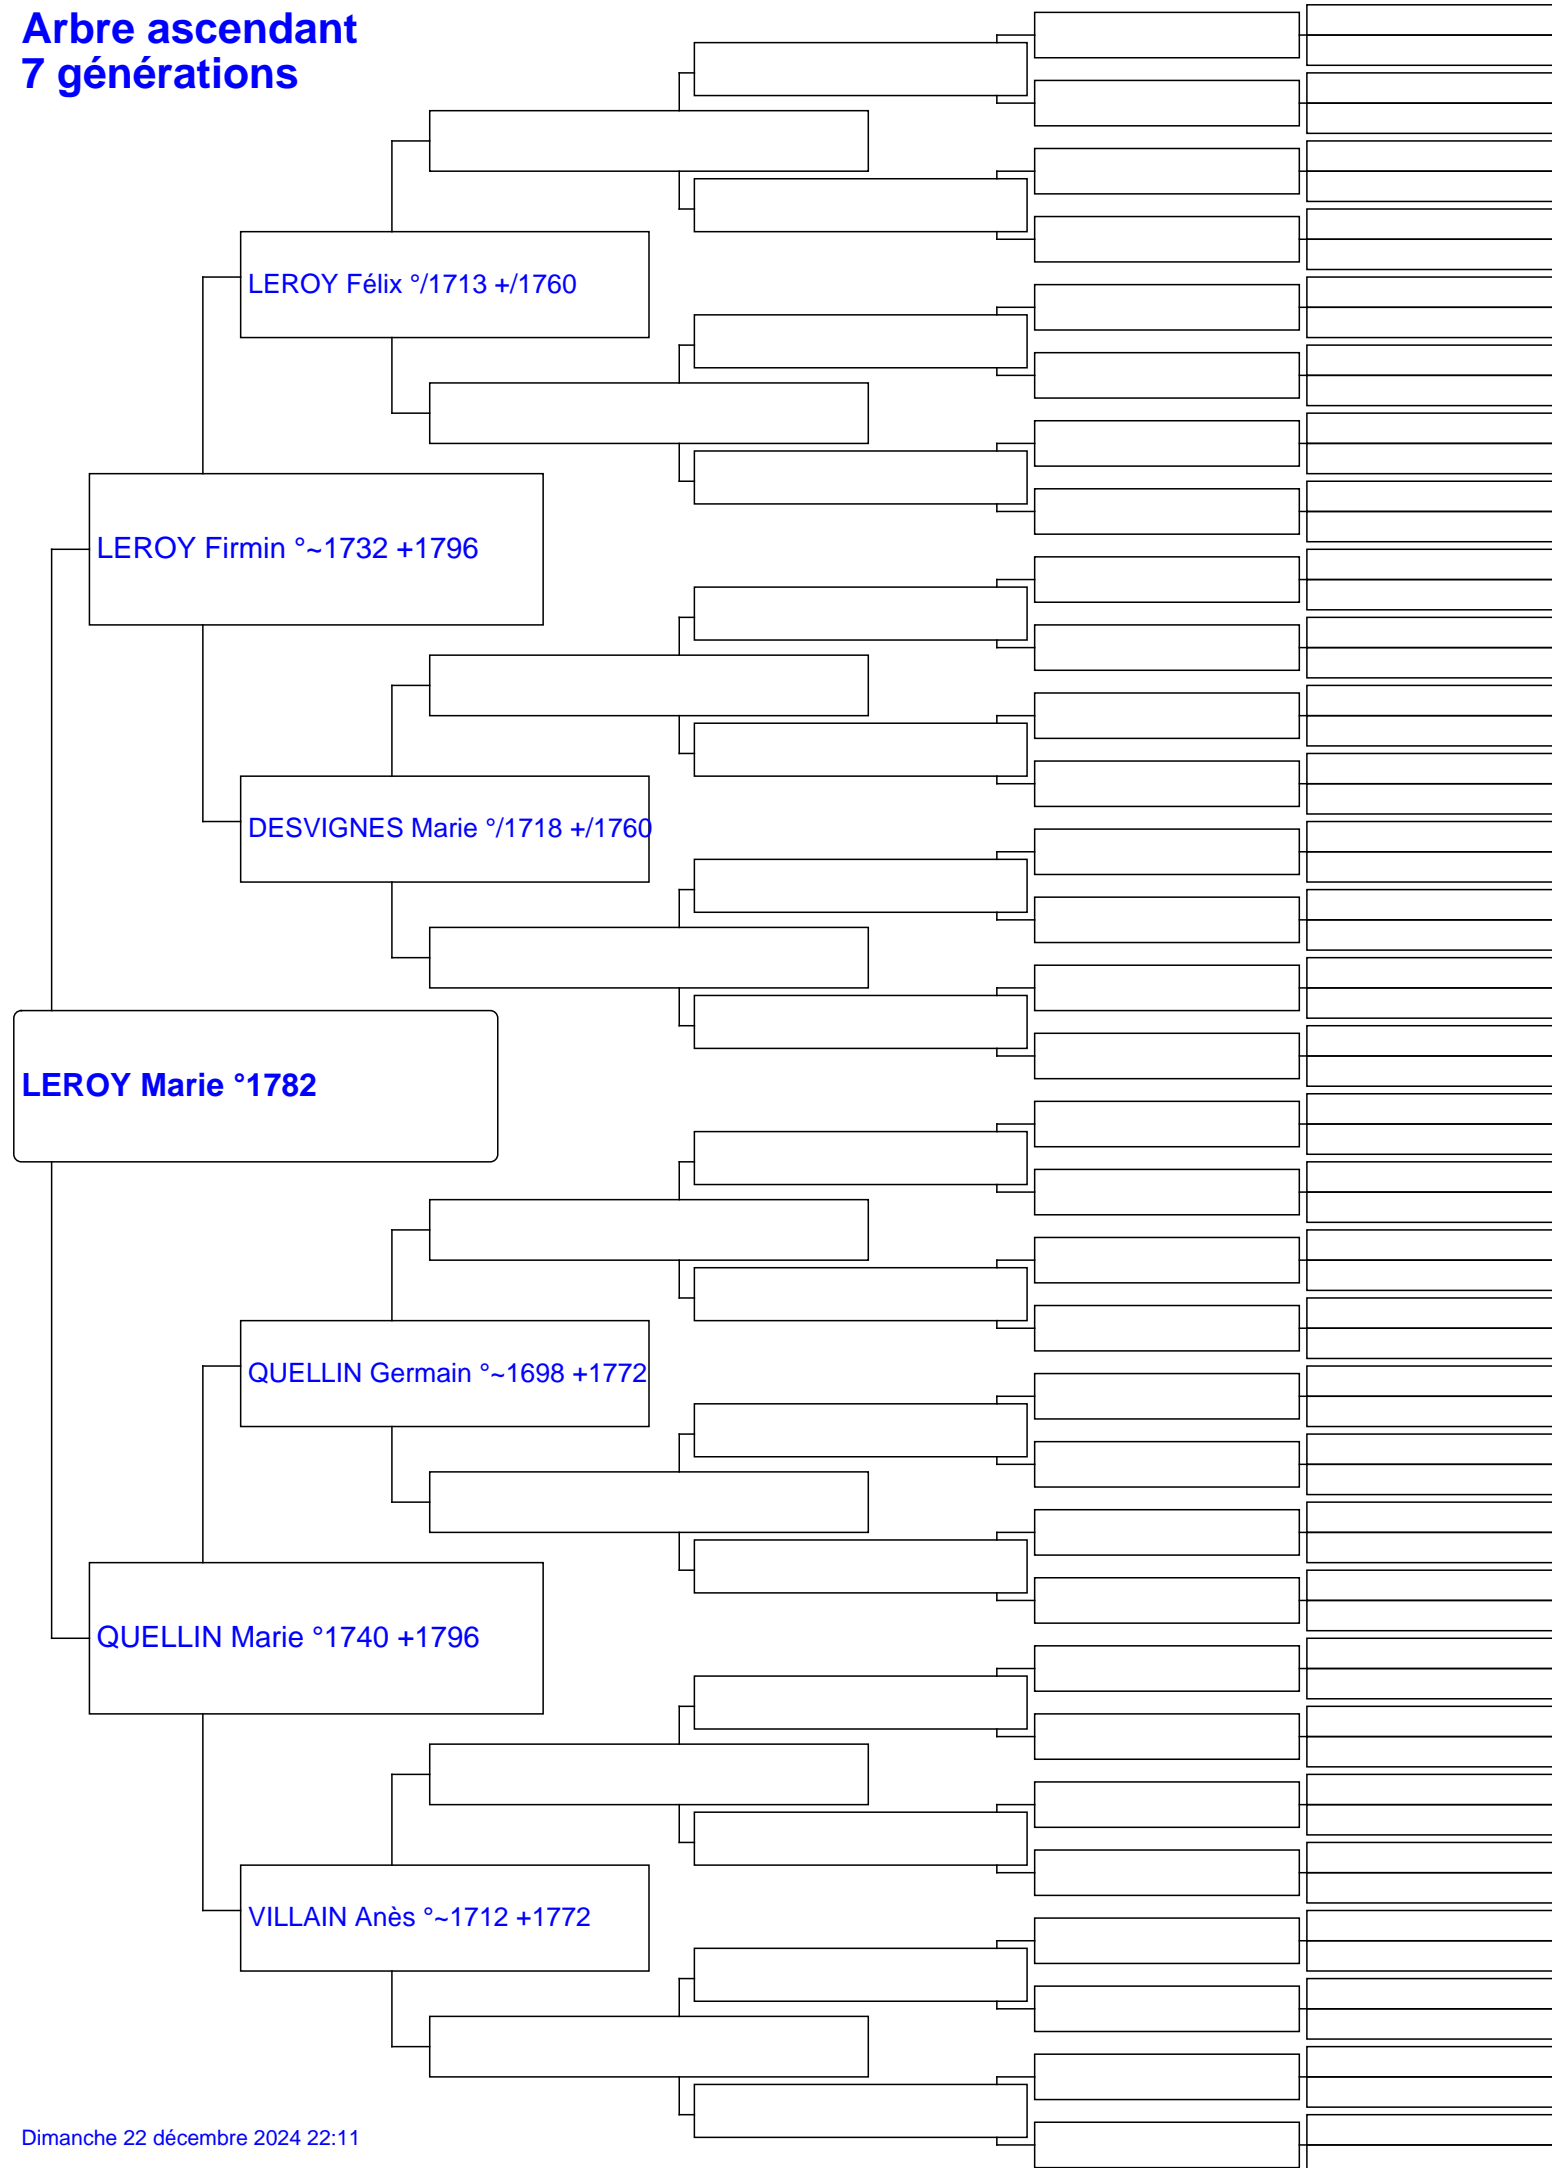 Arbre ascendant
7 générations
LEROY Félix °/1713 +/1760
LEROY Firmin °~1732 +1796
DESVIGNES Marie °/1718 +/1760
LEROY Marie °1782
QUELLIN Germain °~1698 +1772
QUELLIN Marie °1740 +1796
VILLAIN Anès °~1712 +1772
Dimanche 22 décembre 2024 22:11